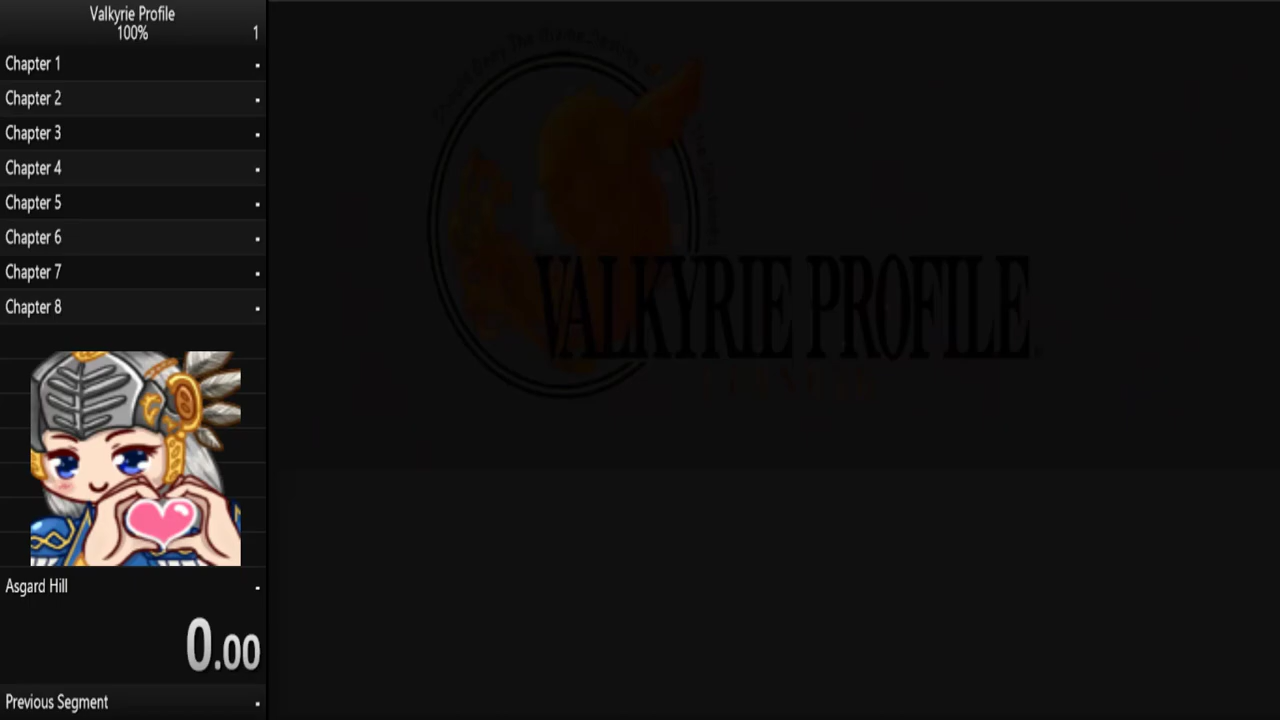 Valkyrie Profile
100%
1
Chapter 1
-
Chapter 2
-
Chapter 3
-
Chapter 4
-
Chapter 5
-
Chapter 6
-
Chapter 7
-
Chapter 8
-
VALKYRIE PROFILE
Asgard Hill
-
0.00
Previous Segment
-